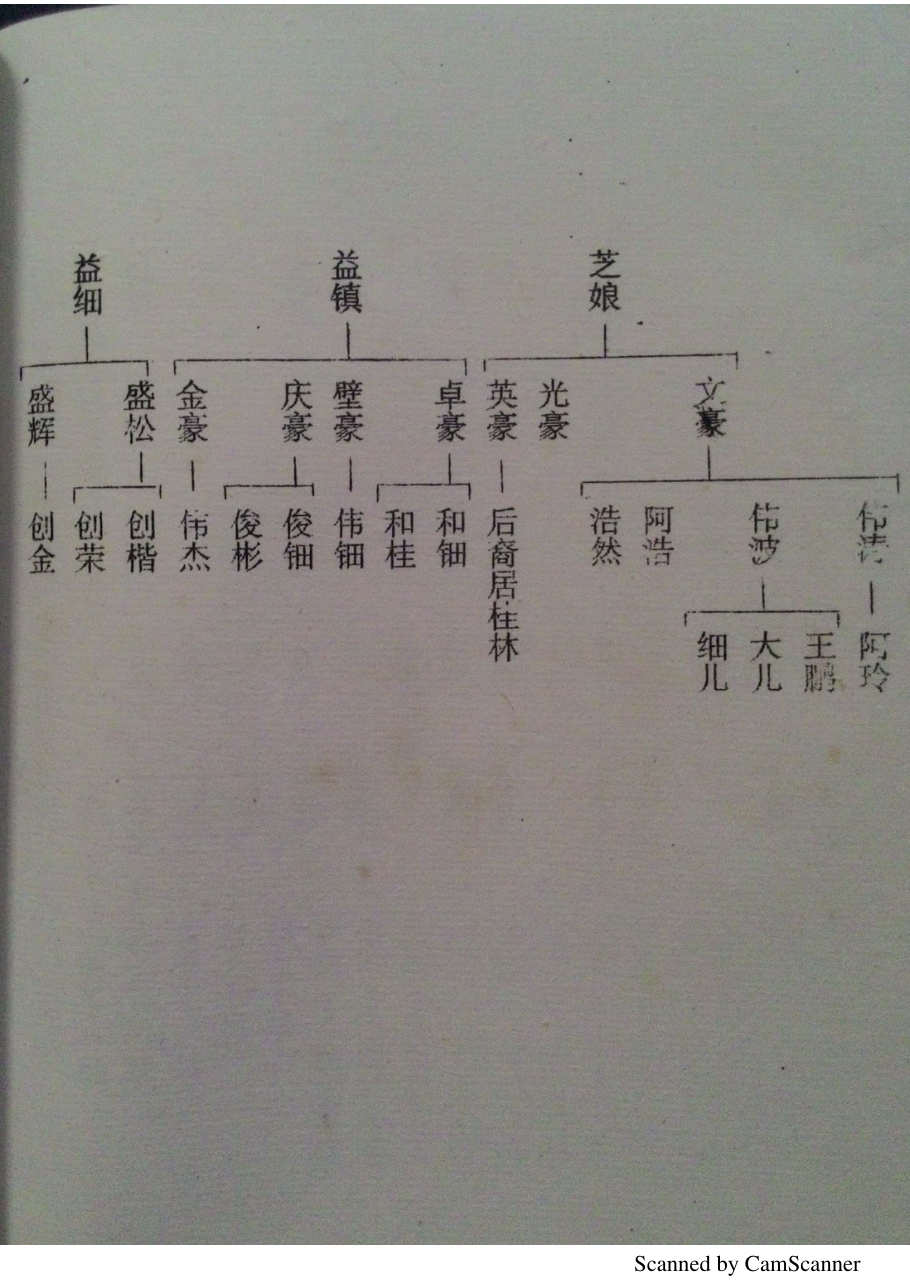 芝娘
益镇
益细
文豪
光豪
英豪
卓豪
壁豪
庆豪
金豪
盛松
盛辉
伟涛
伟波
阿浩
浩然
后裔居桂林
和钿
和桂
伟钿
俊钿
俊彬
伟杰
创楷
创荣
创金
阿玲
王鹏
大儿
细儿
Scanned by CamScanner